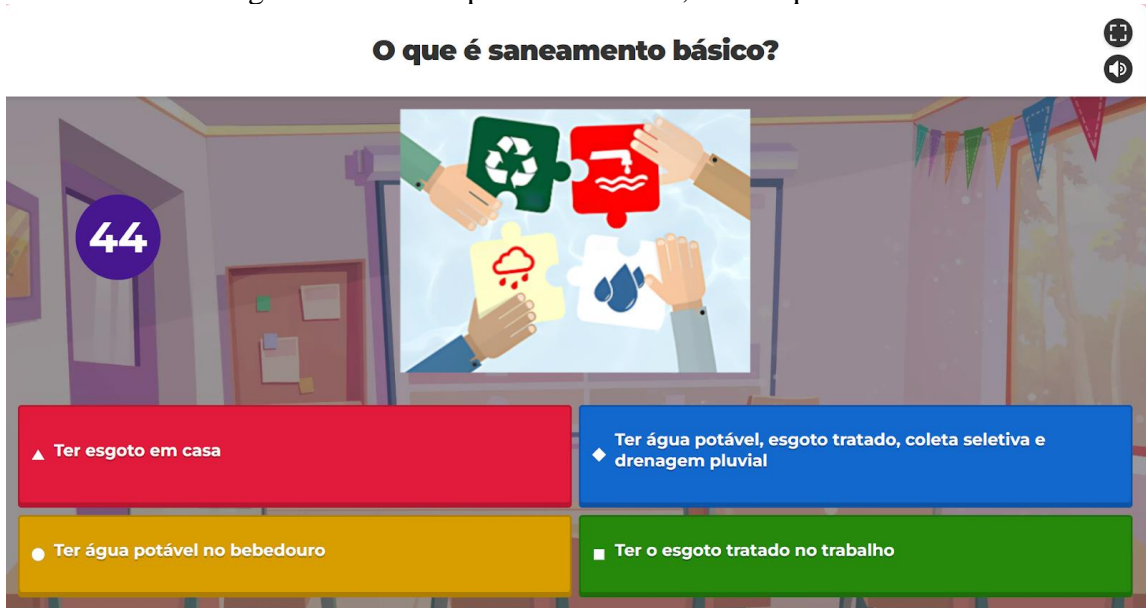 O que é saneamento básico?
44
Ter esgoto em casa
Ter água potável, esgoto tratado, coleta seletiva e
drenagem pluvial
Ter água potável no bebedouro
Ter o esgoto tratado no trabalho